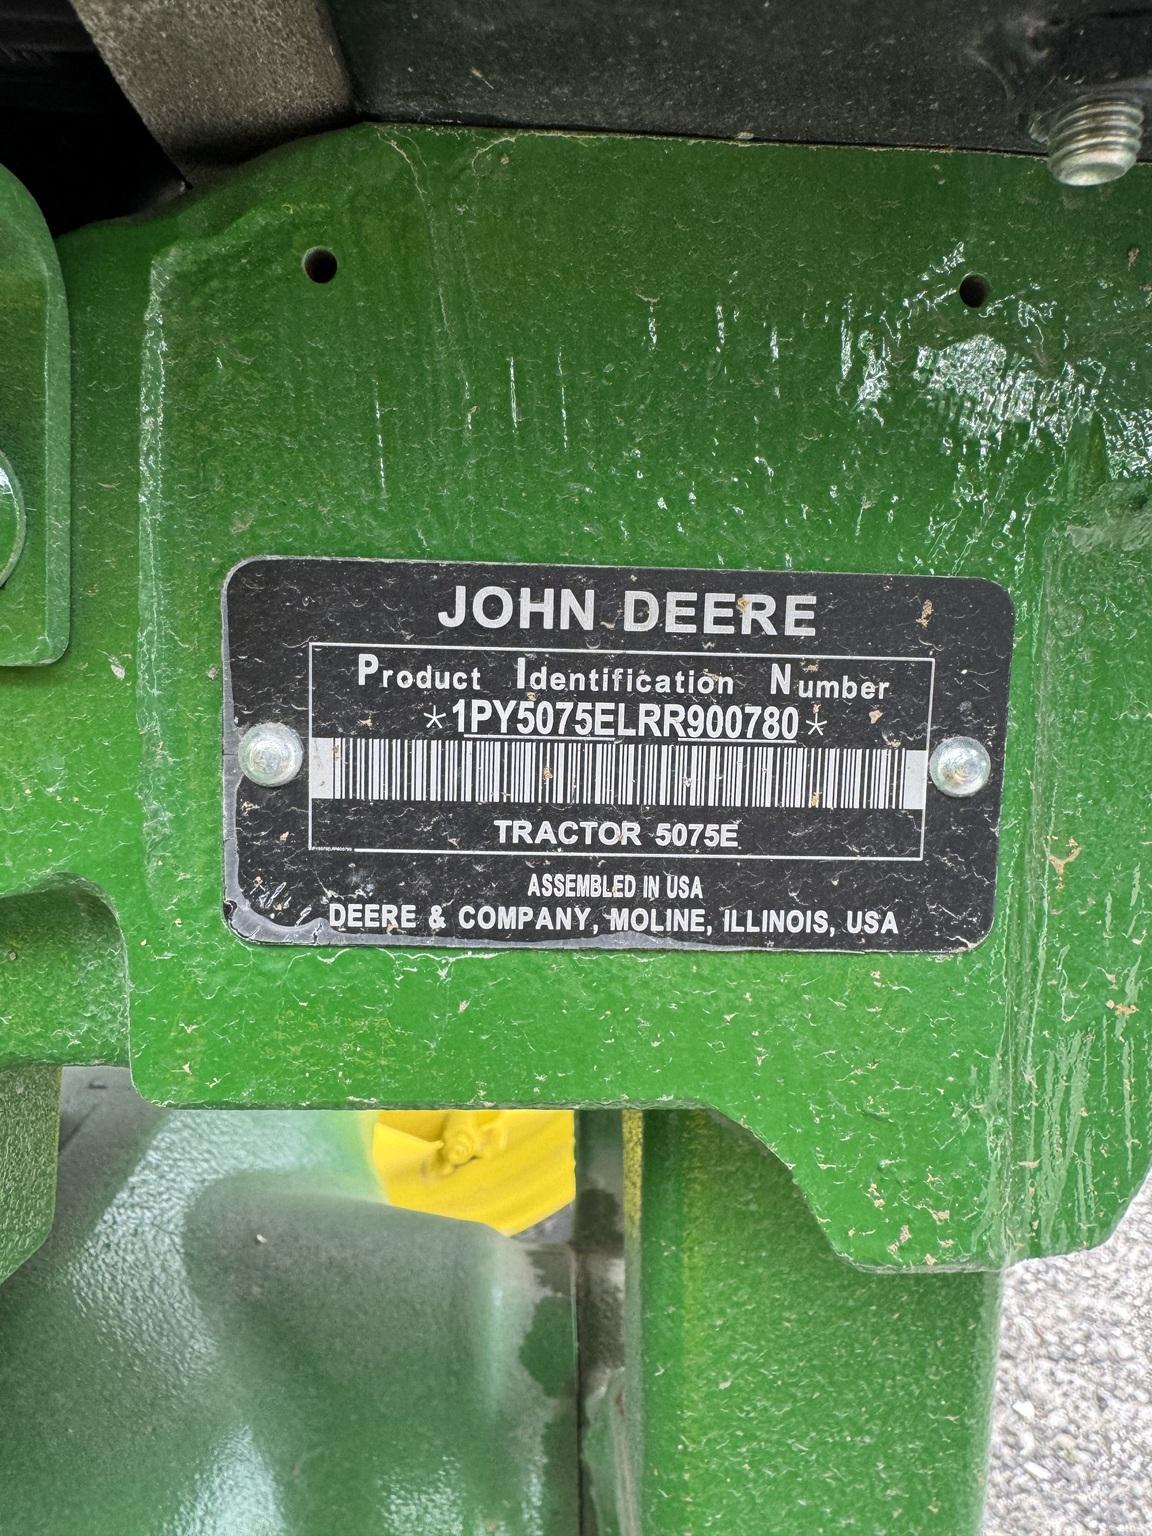 JOHN DEERE
Product Identification Number
*1PY5075ELRR900780*
TRACTOR 5075E
ASSEMBLED IN USA
DEERE & COMPANY, MOLINE, ILLINOIS, USA